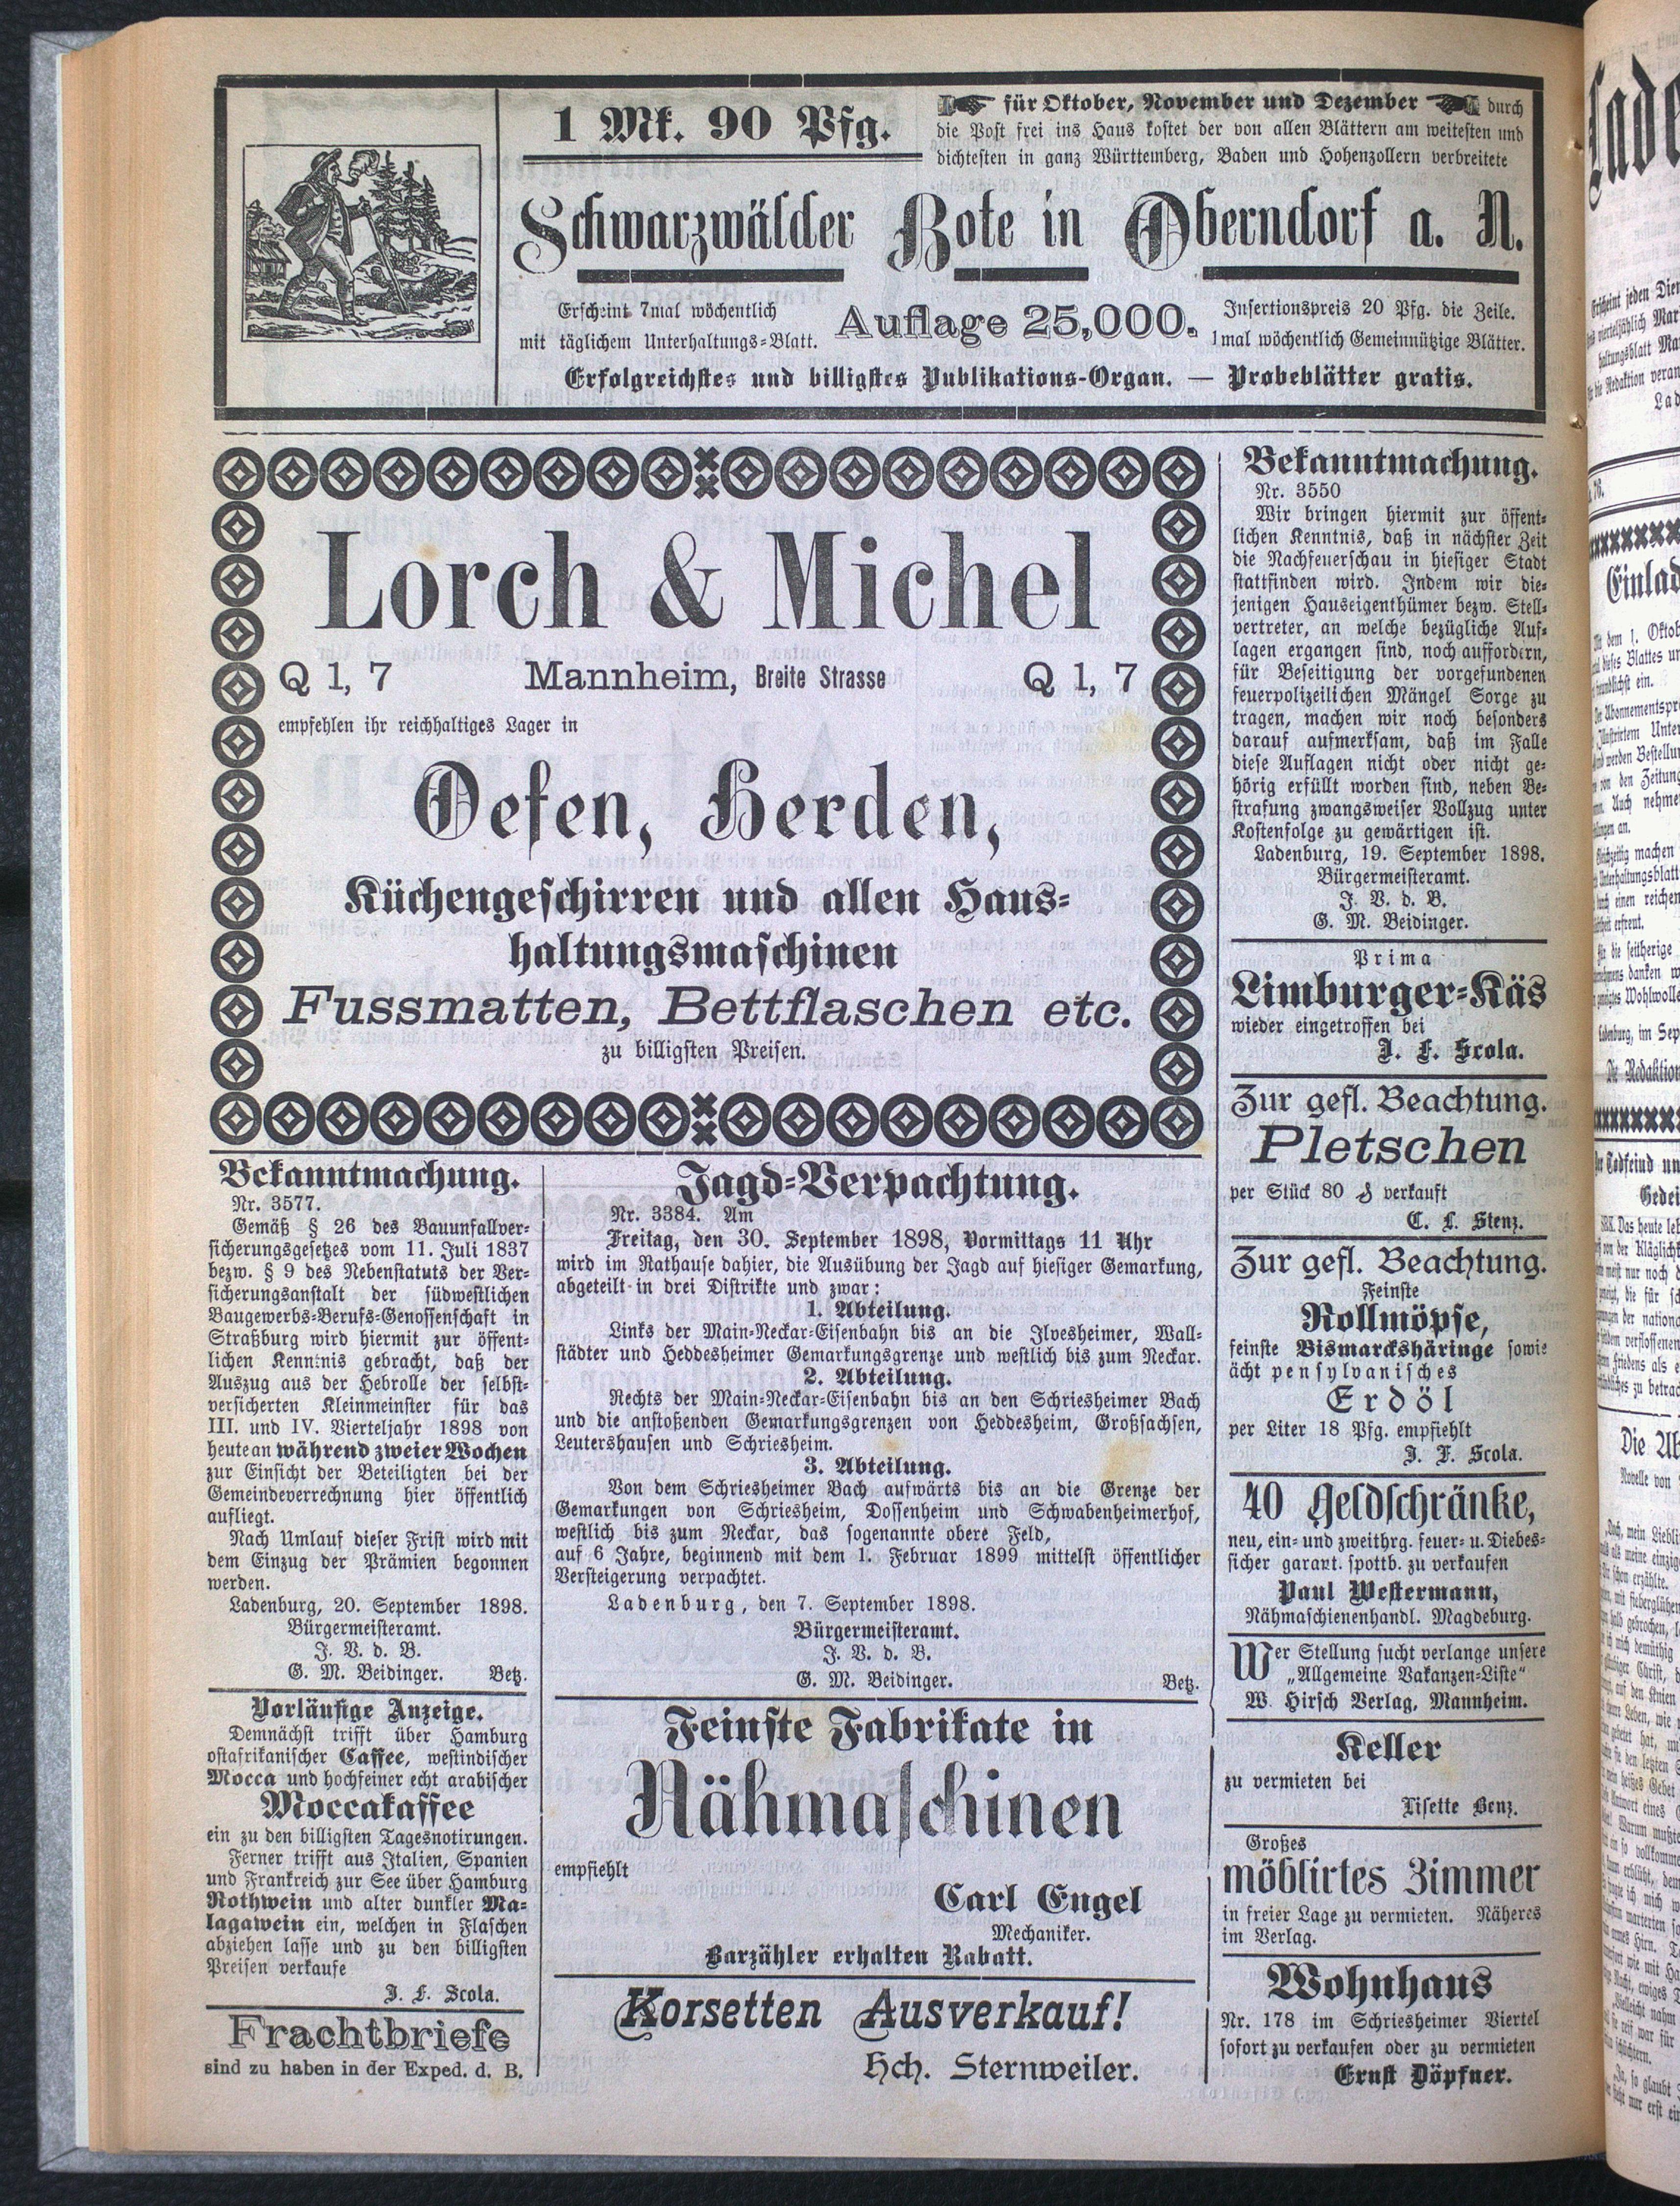 1 Mk. 90 Pfg.
für Oktober, November und Dezember durch
die Post frei ins Haus kostet der von allen Blättern am weitesten und
dichtesten in ganz Württemberg, Baden und Hohenzollern verbreitete
Schwarzwälder Bote in Oberndorf a. N.
Erscheint 7mal wöchentlich
mit täglichem Unterhaltungs-Blatt.
Auflage 25,000.
Insertionspreis 20 Pfg. die Zeile.
1mal wöchentlich Gemeinnützige Blätter.
Erfolgreichstes und billigstes Publikations-Organ. — Probeblätter gratis.
Lorch & Michel
Q 1, 7 Mannheim, Breite Strasse Q 1, 7
empfehlen ihr reichhaltiges Lager in
Oefen, Herden,
Küchengeschirren und allen Haus-
haltungsmaschinen
Fussmatten, Bettflaschen etc.
zu billigsten Preisen.
Bekanntmachung.
Nr. 3577.
Gemäß § 26 des Bauunfallver-
sicherungsgesetzes vom 11. Juli 1837
bezw. § 9 des Nebenstatuts der Ver-
sicherungsanstalt der südwestlichen
Baugewerbs-Berufs-Genossenschaft in
Straßburg wird hiermit zur öffent-
lichen Kenntnis gebracht, daß der
Auszug aus der Hebrolle der selbst-
versicherten Kleinmeinster für das
III. und IV. Vierteljahr 1898 von
heute an während zweier Wochen
zur Einsicht der Beteiligten bei der
Gemeindeverrechnung hier öffentlich
aufliegt.
Nach Umlauf dieser Frist wird mit
dem Einzug der Prämien begonnen
werden.
Ladenburg, 20. September 1898.
Bürgermeisteramt.
J. V. d. B.
G. M. Beidinger. Betz.
Vorläufige Anzeige.
Demnächst trifft über Hamburg
ostafrikanischer Caffee, westindischer
Mocca und hochfeiner echt arabischer
Moccakaffee
ein zu den billigsten Tagesnotirungen.
Ferner trifft aus Italien, Spanien
und Frankreich zur See über Hamburg
Rothwein und alter dunkler Ma-
lagawein ein, welchen in Flaschen
abziehen lasse und zu den billigsten
Preisen verkaufe
J. F. Scola.
Frachtbriefe
sind zu haben in der Exped. d. B.
Jagd-Verpachtung.
Nr. 3384. Am
Freitag, den 30. September 1898, Vormittags 11 Uhr
wird im Rathause dahier, die Ausübung der Jagd auf hiesiger Gemarkung,
abgeteilt in drei Distrikte und zwar:
1. Abteilung.
Links der Main-Neckar-Eisenbahn bis an die Ilvesheimer, Wall-
städter und Heddesheimer Gemarkungsgrenze und westlich bis zum Neckar.
2. Abteilung.
Rechts der Main-Neckar-Eisenbahn bis an den Schriesheimer Bach
und die anstoßenden Gemarkungsgrenzen von Heddesheim, Großsachsen,
Leutershausen und Schriesheim.
3. Abteilung.
Von dem Schriesheimer Bach aufwärts bis an die Grenze der
Gemarkungen von Schriesheim, Dossenheim und Schwabenheimerhof,
westlich bis zum Neckar, das sogenannte obere Feld,
auf 6 Jahre, beginnend mit dem 1. Februar 1899 mittelst öffentlicher
Versteigerung verpachtet.
Ladenburg, den 7. September 1898.
Bürgermeisteramt.
J. V. d. B.
G. M. Beidinger. Betz.
Feinste Fabrikate in
Nähmaschinen
empfiehlt
Carl Engel
Mechaniker.
Barzähler erhalten Rabatt.
Korsetten Ausverkauf!
Hch. Sternweiler.
Bekanntmachung.
Nr. 3550
Wir bringen hiermit zur öffent-
lichen Kenntnis, daß in nächster Zeit
die Nachfeuerschau in hiesiger Stadt
stattfinden wird. Indem wir die-
jenigen Hauseigenthümer bezw. Stell-
vertreter, an welche bezügliche Auf-
lagen ergangen sind, noch auffordern,
für Beseitigung der vorgefundenen
feuerpolizeilichen Mängel Sorge zu
tragen, machen wir noch besonders
darauf aufmerksam, daß im Falle
diese Auflagen nicht oder nicht ge-
hörig erfüllt worden sind, neben Be-
strafung zwangsweiser Vollzug unter
Kostenfolge zu gewärtigen ist.
Ladenburg, 19. September 1898.
Bürgermeisteramt.
J. V. d. B.
G. M. Beidinger.
Prima
Limburger-Käs
wieder eingetroffen bei
J. F. Scola.
Zur gefl. Beachtung.
Pletschen
per Stück 80 ₰ verkauft
C. L. Stenz.
Zur gefl. Beachtung.
Feinste
Rollmöpse,
feinste Bismarckshäringe sowie
ächt pensylvanisches
Erdöl
per Liter 18 Pfg. empfiehlt
J. F. Scola.
40 Geldschränke,
neu, ein- und zweithrg. feuer- u. Diebes-
sicher garant. spottb. zu verkaufen
Paul Westermann,
Nähmaschienenhandl. Magdeburg.
Wer Stellung sucht verlange unsere
„Allgemeine Vakanzen-Liste"
W. Hirsch Verlag, Mannheim.
Keller
zu vermieten bei
Lisette Benz.
Großes
möblirtes Zimmer
in freier Lage zu vermieten. Näheres
im Verlag.
Wohnhaus
Nr. 178 im Schriesheimer Viertel
sofort zu verkaufen oder zu vermieten
Ernst Döpfner.